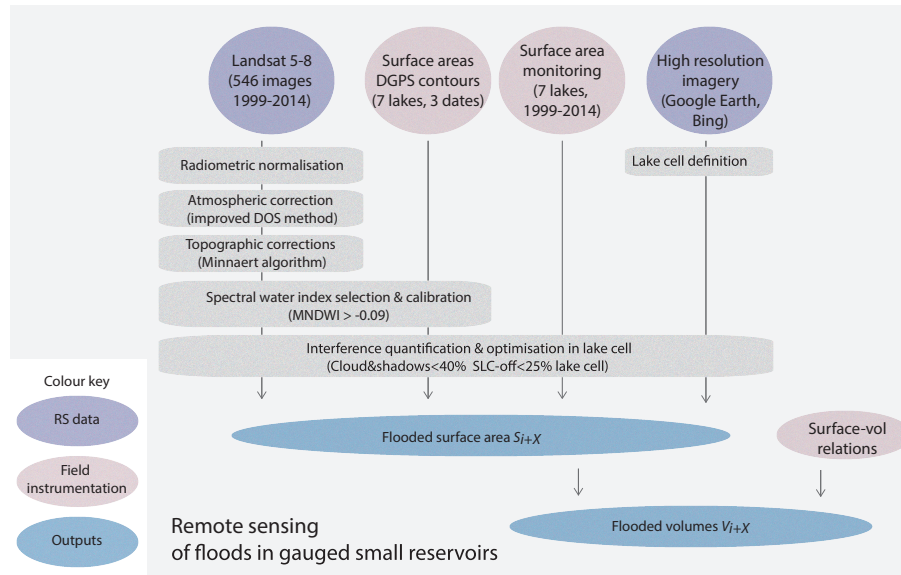 Landsat 5-8
(546 images
1999-2014)
Surface areas
DGPS contours
(7 lakes, 3 dates)
Surface area
monitoring
(7 lakes,
1999-2014)
High resolution
imagery
(Google Earth,
Bing)
Radiometric normalisation
Lake cell definition
Atmospheric correction
(improved DOS method)
Topographic corrections
(Minnaert algorithm)
Spectral water index selection & calibration
(MNDWI > -0.09)
Interference quantification & optimisation in lake cell
(Cloud&shadows<40% SLC-off<25% lake cell)
Colour key
RS data
Field
instrumentation
Outputs
Flooded surface area Si+X
Surface-vol
relations
Flooded volumes Vi+X
Remote sensing
of floods in gauged small reservoirs